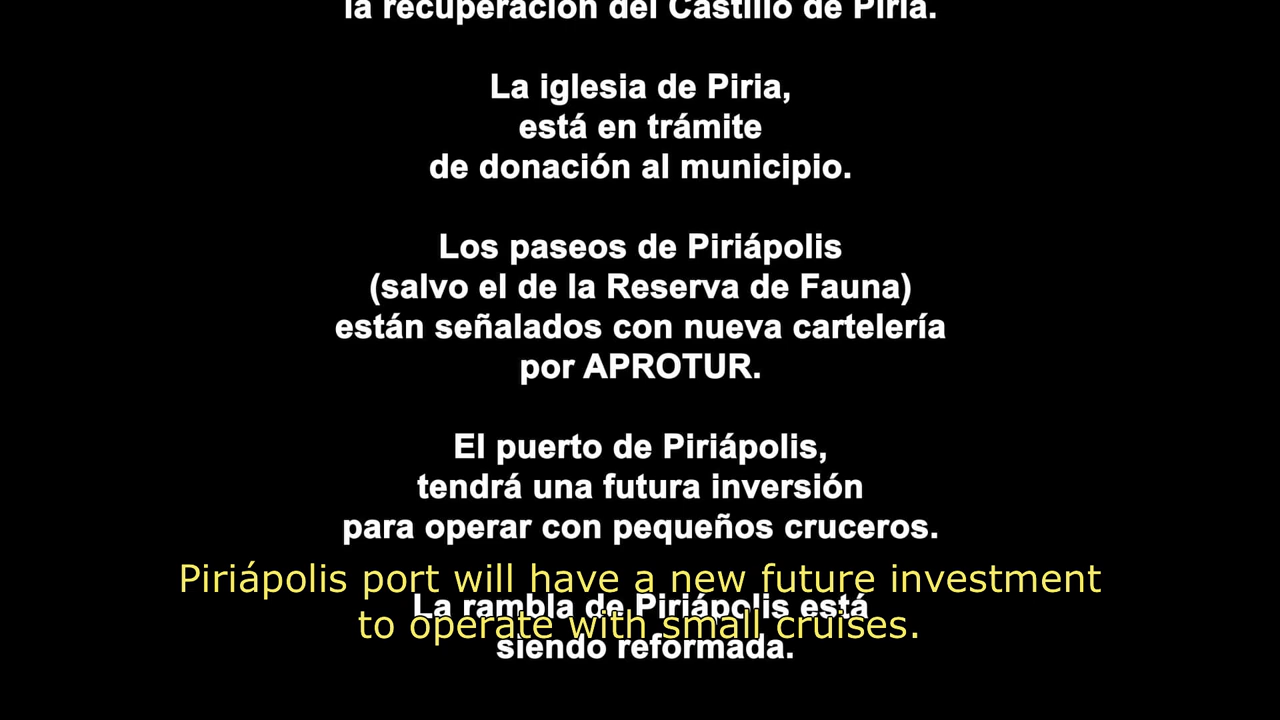 la recuperación del Castillo de Piria.
La iglesia de Piria,
está en trámite
de donación al municipio.
Los paseos de Piriápolis
(salvo el de la Reserva de Fauna)
están señalados con nueva cartelería
por APROTUR.
El puerto de Piriápolis,
tendrá una futura inversión
para operar con pequeños cruceros.
Piriápolis port will have a new future investment
to operate with small cruises.
La rambla de Piriápolis está
siendo reformada.